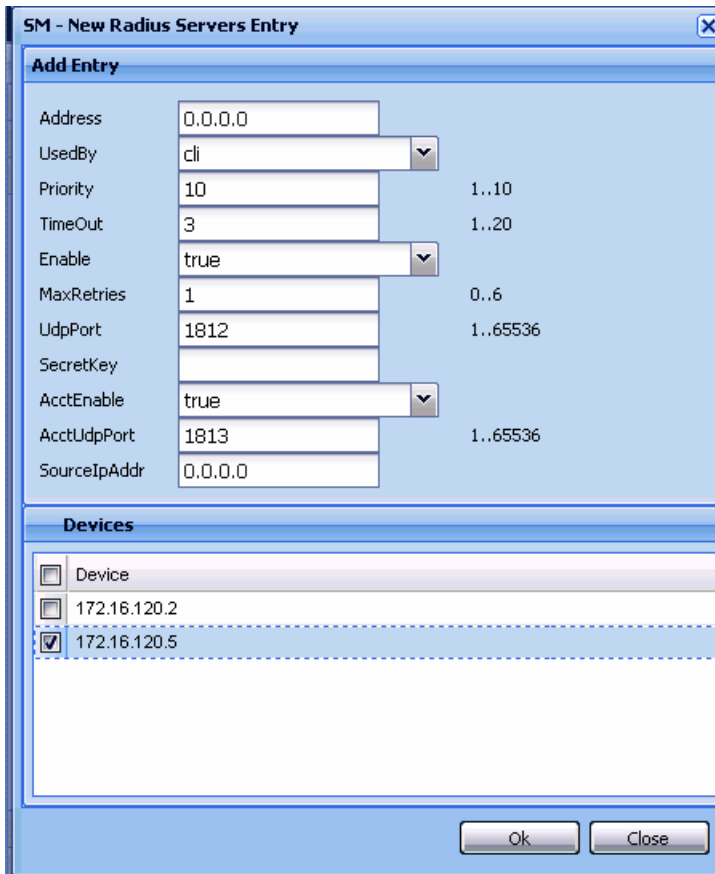 SM - New Radius Servers Entry
Add Entry
Address 0.0.0.0
UsedBy cli
Priority 10 1..10
TimeOut 3 1..20
Enable true
MaxRetries 1 0..6
UdpPort 1812 1..65536
SecretKey
AcctEnable true
AcctUdpPort 1813 1..65536
SourceIpAddr 0.0.0.0
Devices
Device
172.16.120.2
172.16.120.5
Ok Close